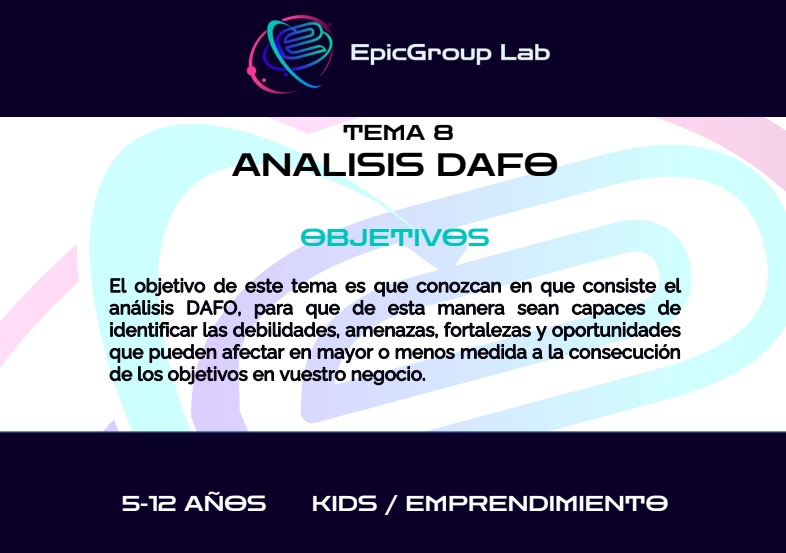 EpicGroup Lab
TEMA 8
ANALISIS DAFO
OBJETIVOS
El objetivo de este tema es que conozcan en que consiste el
análisis DAFO, para que de esta manera sean capaces de
identificar las debilidades, amenazas, fortalezas y oportunidades
que pueden afectar en mayor o menos medida a la consecución
de los objetivos en vuestro negocio.
5-12 AÑOS KIDS / EMPRENDIMIENTO